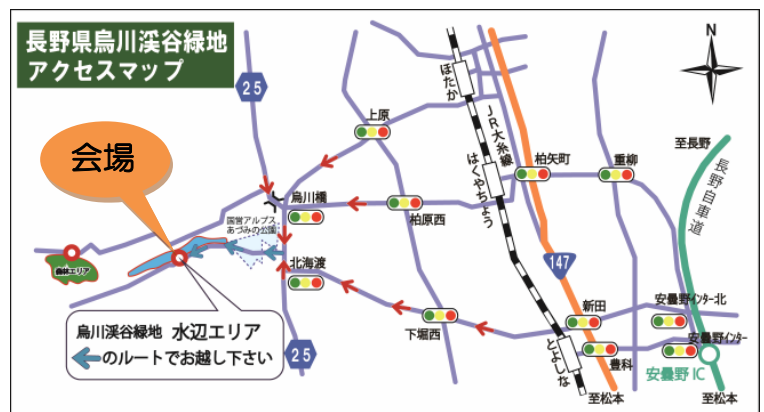 長野県烏川渓谷緑地
アクセスマップ
N
25
ほたか
上原
JR大糸線
会場
はくやちょう
柏矢町
重柳
至長野
長野自車道
烏川橋
柏原西
国営アルプス
あづみの公園
森林エリア
北海渡
147
烏川渓谷緑地 水辺エリア
のルートでお越し下さい
25
下堀西
新田
安曇野インター北
安曇野インター
とよしな
豊科
安曇野IC
至松本
至松本